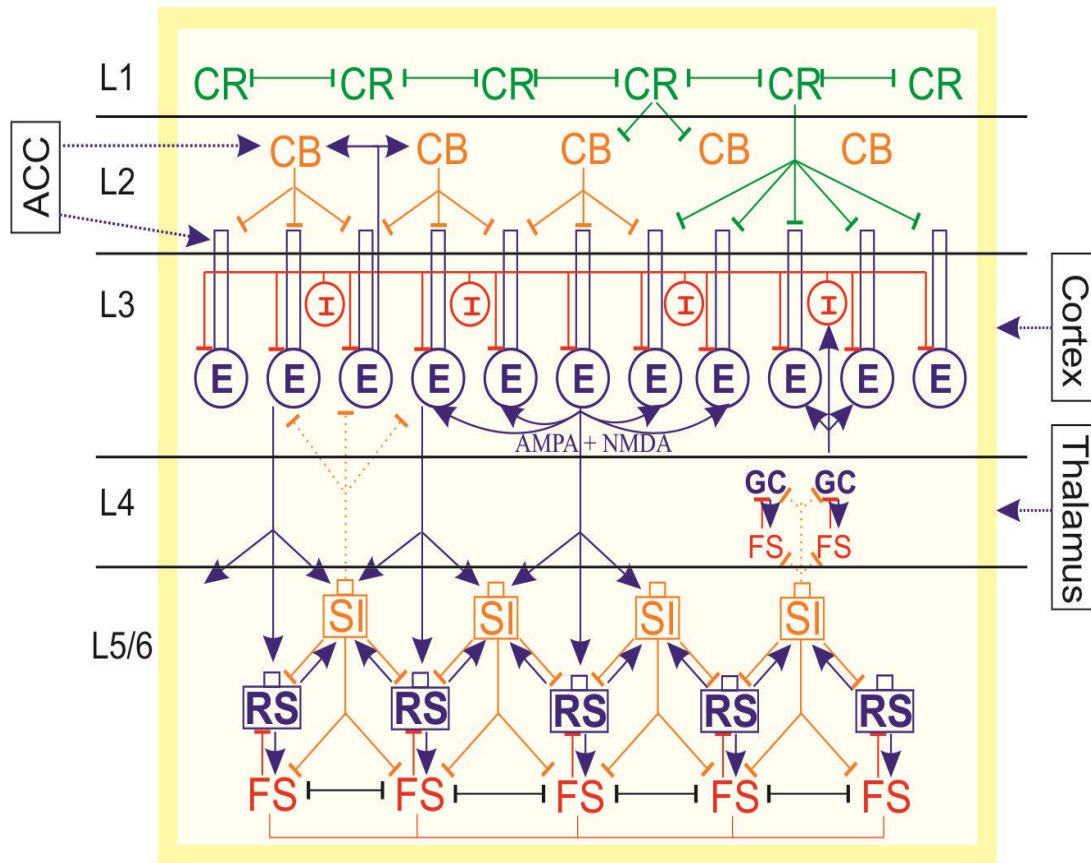 L1
CR CR CR CR CR CR
ACC
L2
CB CB CB CB CB
L3
I I I I
Cortex
E E E E E E E E E E E
AMPA + NMDA
Thalamus
L4
GC GC
FS FS
L5/6
SI SI SI SI
RS RS RS RS RS
FS FS FS FS FS